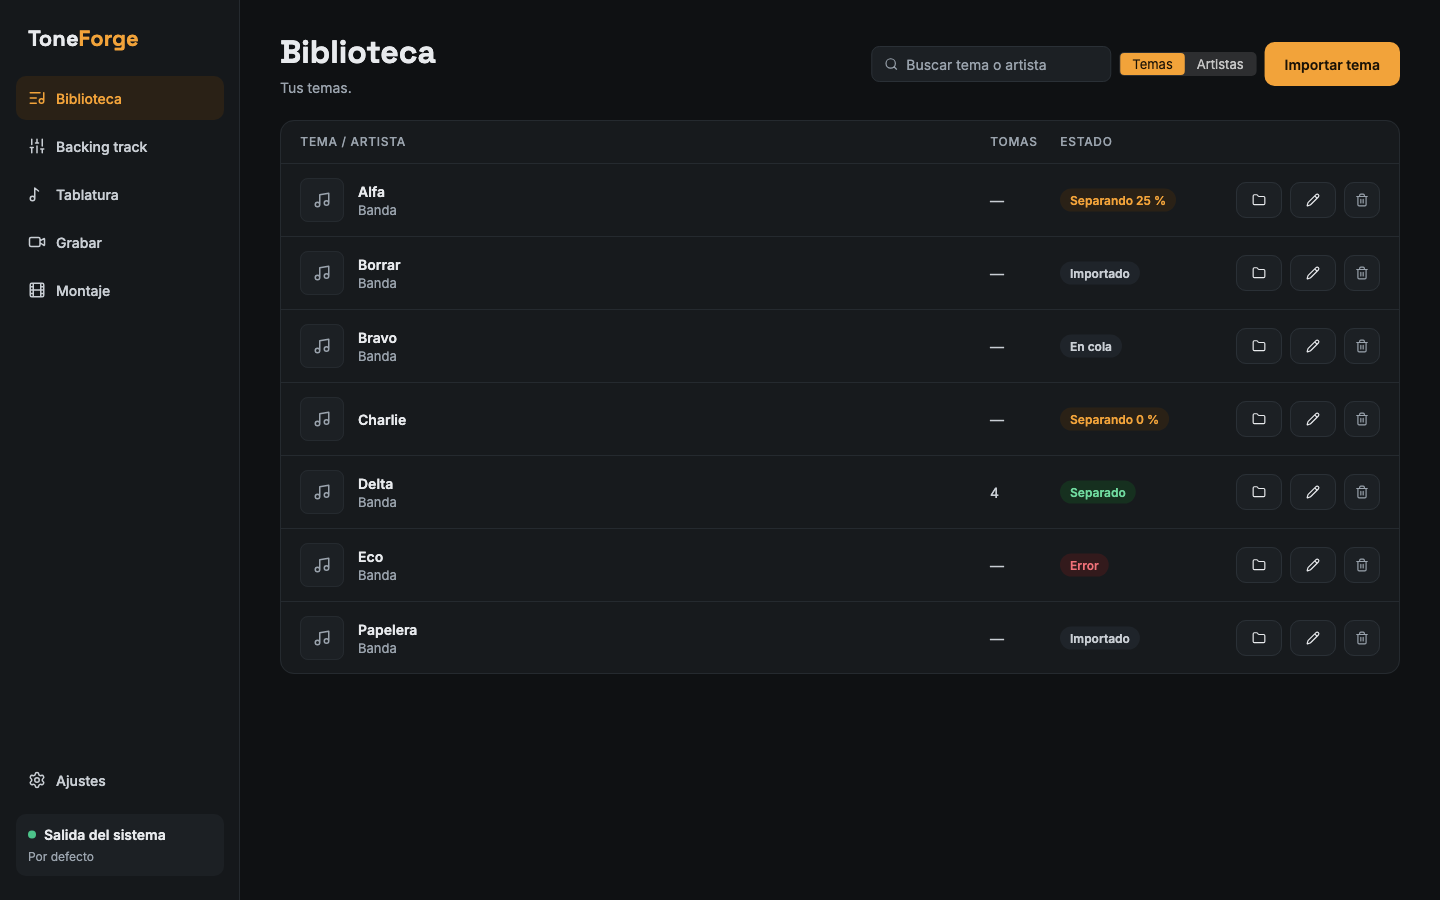 ToneForge
Biblioteca
Backing track
Tablatura
Grabar
Montaje
Ajustes
Salida del sistema
Por defecto
Biblioteca
Tus temas.
Buscar tema o artista
Temas
Artistas
Importar tema
TEMA / ARTISTA TOMAS ESTADO
Alfa
Banda
— Separando 25 %
Borrar
Banda
— Importado
Bravo
Banda
— En cola
Charlie
— Separando 0 %
Delta
Banda
4 Separado
Eco
Banda
— Error
Papelera
Banda
— Importado